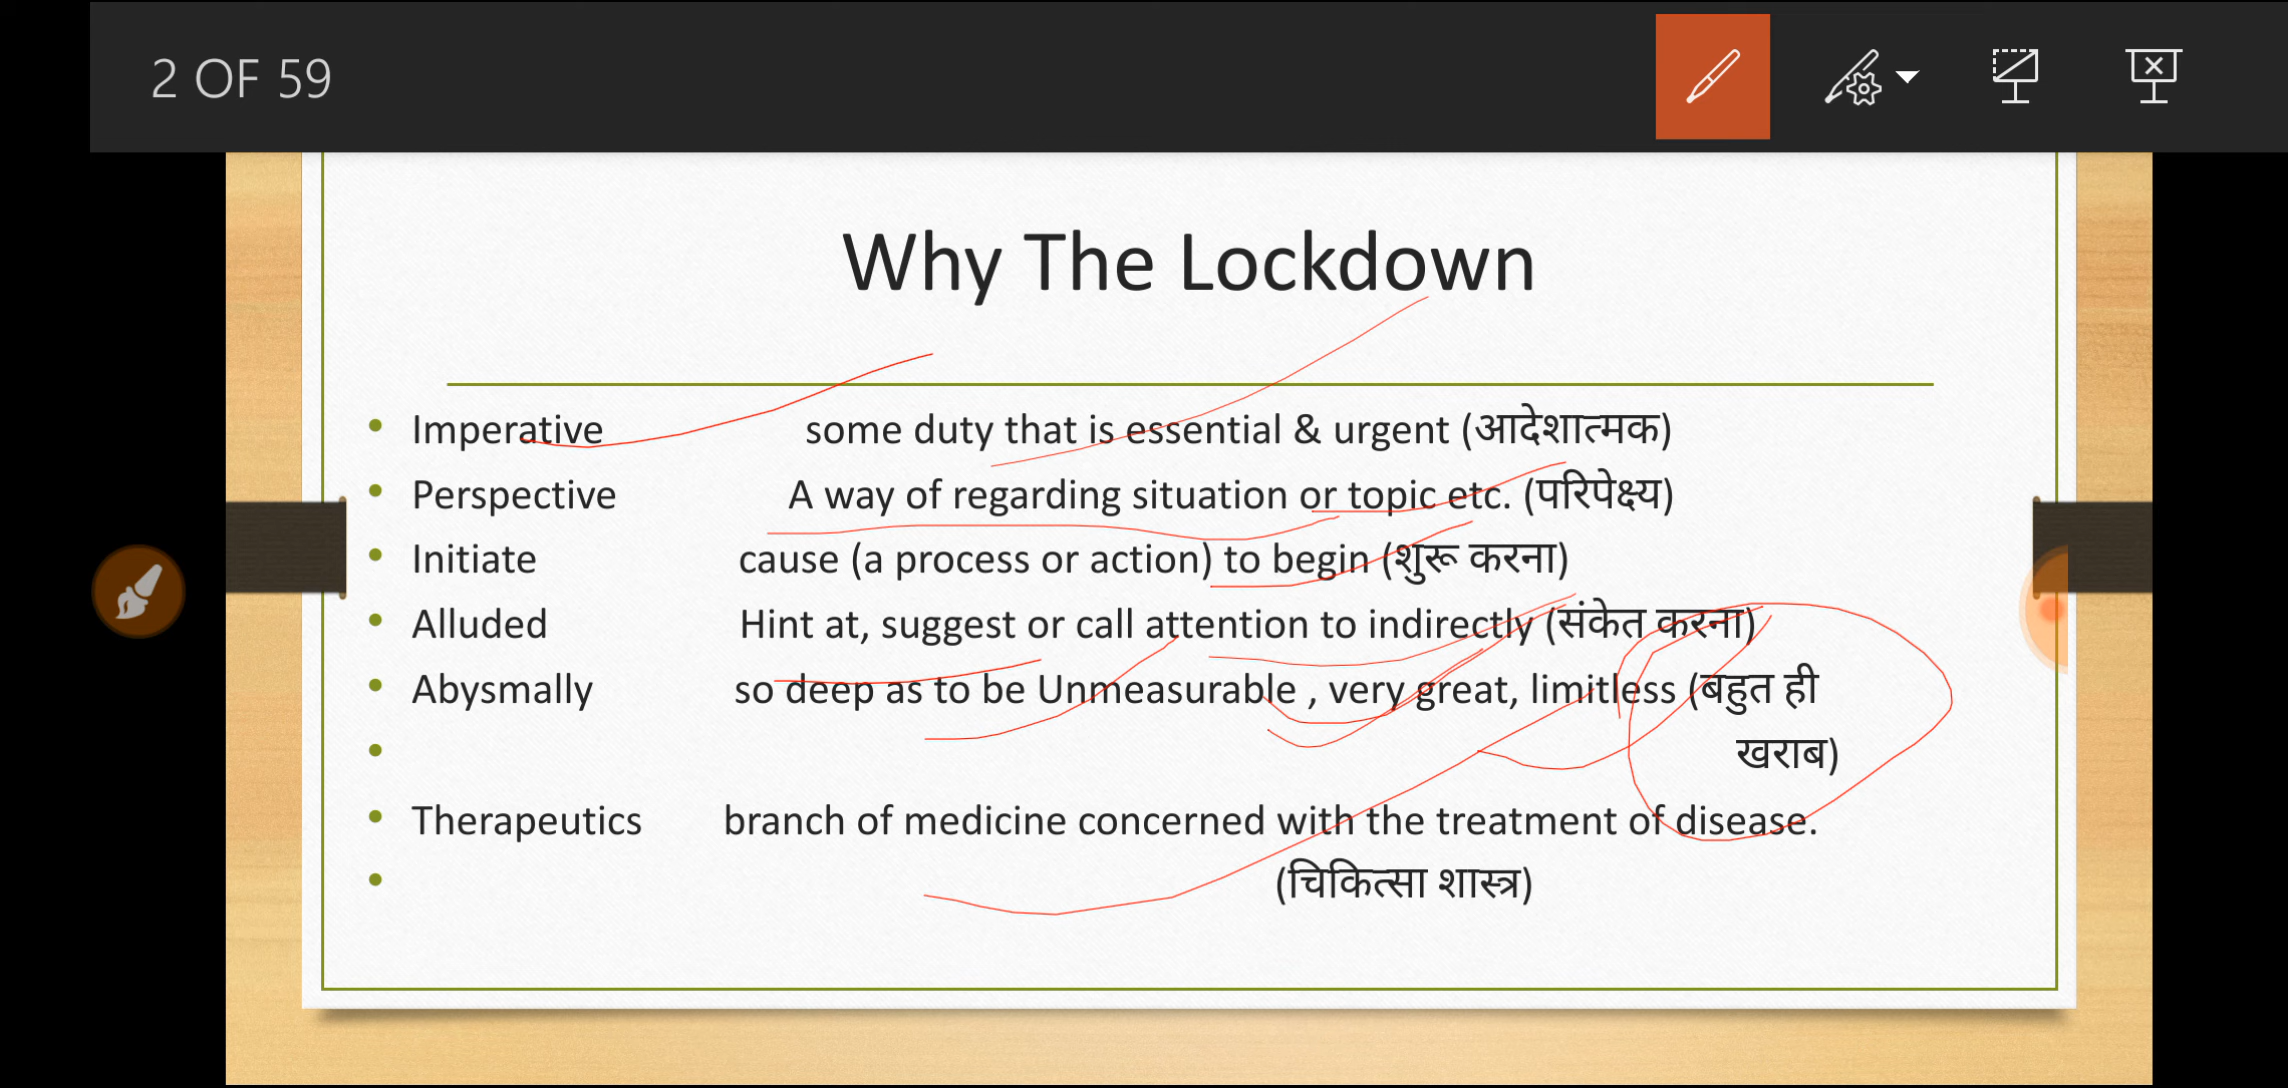 2 OF 59
Why The Lockdown
Imperative some duty that is essential & urgent (आदेशात्मक)
Perspective A way of regarding situation or topic etc. (परिपेक्ष्य)
Initiate cause (a process or action) to begin (शुरू करना)
Alluded Hint at, suggest or call attention to indirectly (संकेत करना)
Abysmally so deep as to be Unmeasurable , very great, limitless (बहुत ही
खराब)
Therapeutics branch of medicine concerned with the treatment of disease.
(चिकित्सा शास्त्र)